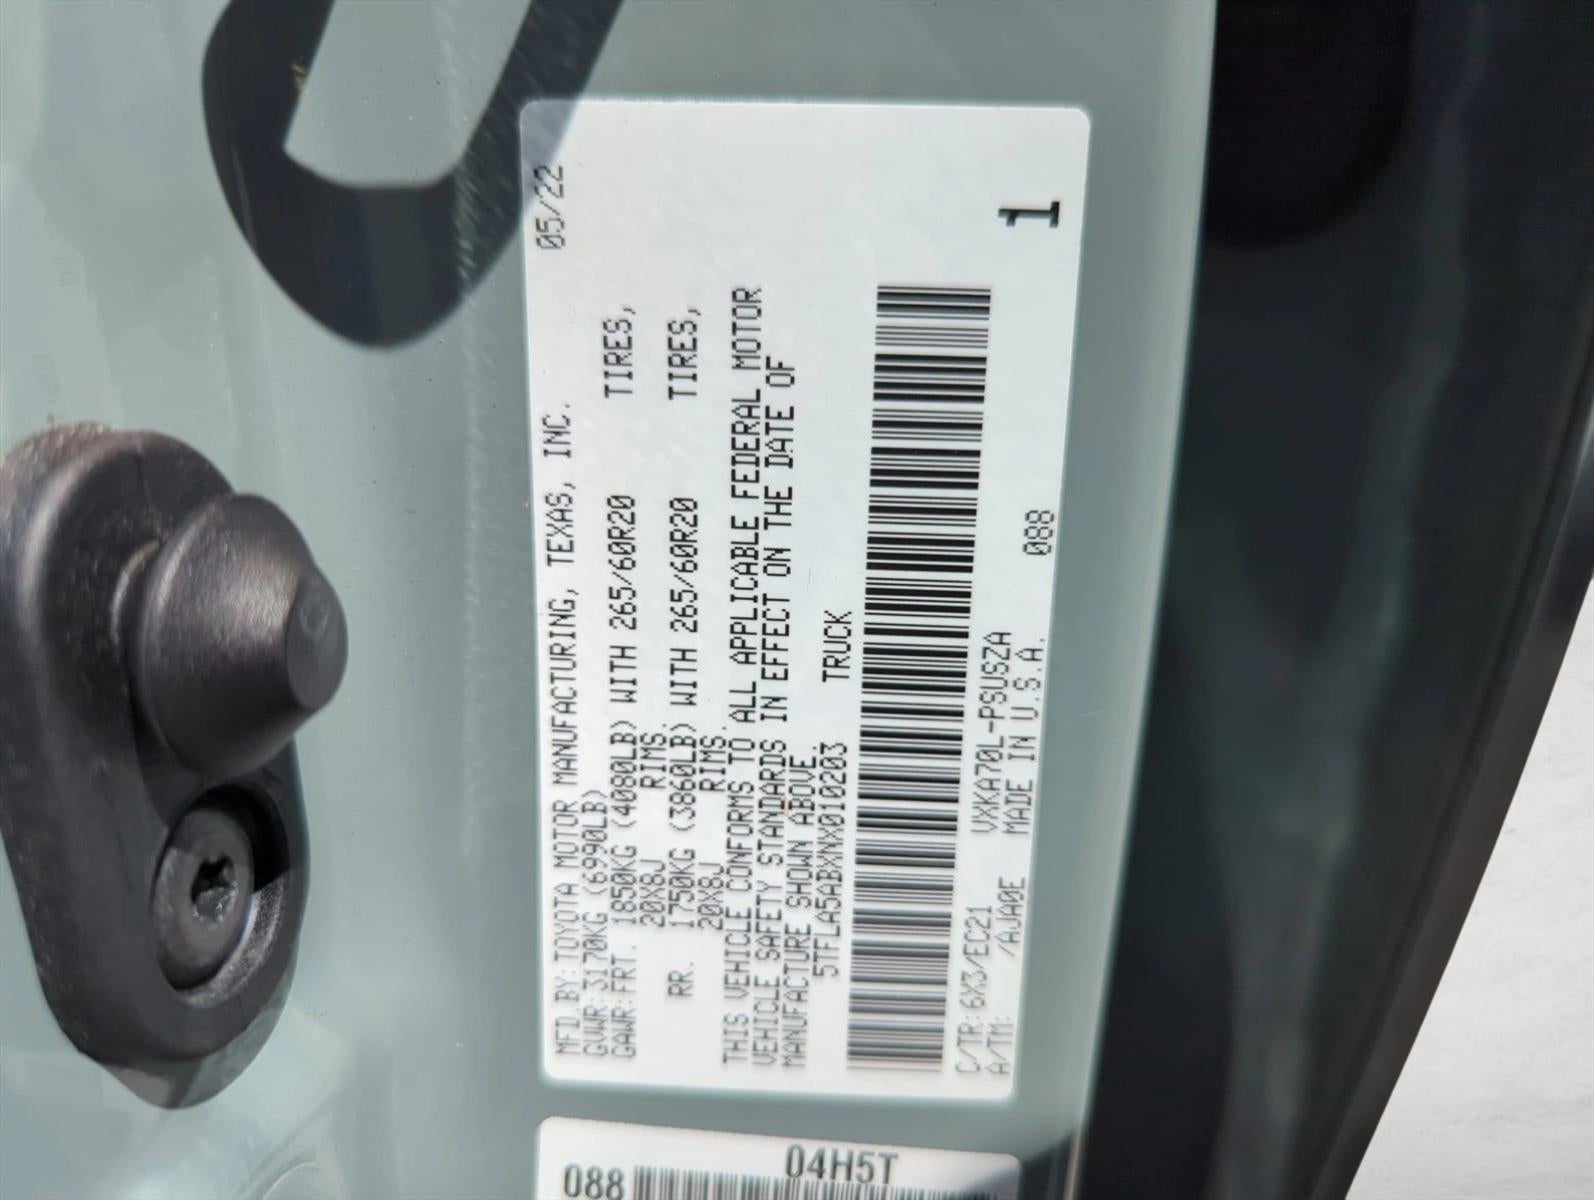 MFD.BY:TOYOTA MOTOR MANUFACTURING, TEXAS, INC. 05/22
GVWR:3170KG (6990LB)
GAWR:FRT. 1850KG (4080LB) WITH 265/60R20 TIRES,
20X8J RIMS.
RR. 1750KG (3860LB) WITH 265/60R20 TIRES,
20X8J RIMS.
THIS VEHICLE CONFORMS TO ALL APPLICABLE FEDERAL MOTOR
VEHICLE SAFETY STANDARDS IN EFFECT ON THE DATE OF
MANUFACTURE SHOWN ABOVE.
5TFLA5ABXNX010203 TRUCK
C/TR:6X3/EC21 VXKA70L-PSUSZA
A/TM: /AJA0E MADE IN U.S.A. 088 1
04H5T
088